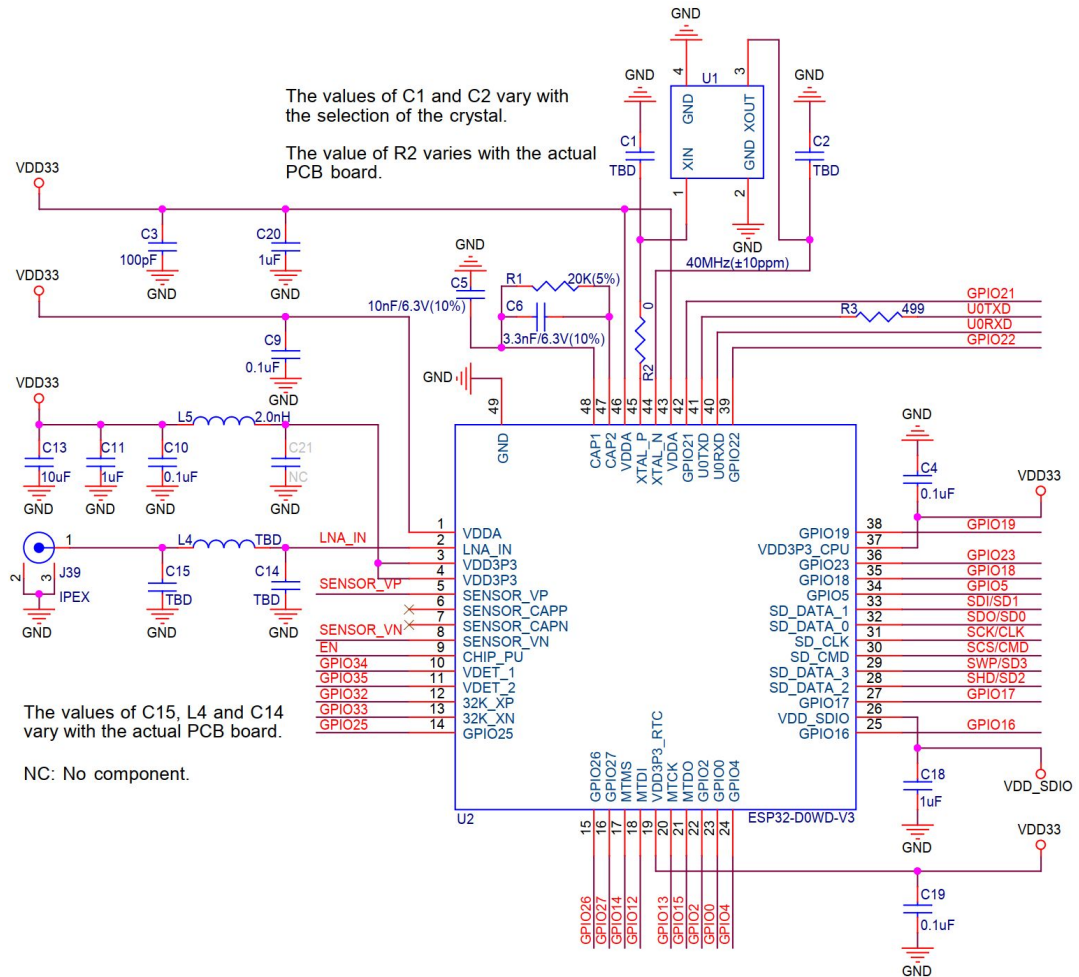 GND
4
3
U1
GND
XOUT
XIN
GND
1
2
GND
GND
C1
TBD
GND
C2
TBD
40MHz(±10ppm)
The values of C1 and C2 vary with
the selection of the crystal.
The value of R2 varies with the actual
PCB board.
VDD33
C3
100pF
GND
C20
1uF
GND
VDD33
C9
0.1uF
GND
GND
C5
10nF/6.3V(10%)
R1
20K(5%)
C6
3.3nF/6.3V(10%)
0
R2
R3
499
GPIO21
U0TXD
U0RXD
GPIO22
VDD33
L5
2.0nH
C13
10uF
GND
C11
1uF
GND
C10
0.1uF
GND
C21
NC
GND
1
J39
IPEX
2
3
GND
L4
TBD
C15
TBD
GND
C14
TBD
GND
LNA_IN
SENSOR_VP
SENSOR_VN
EN
GPIO34
GPIO35
GPIO32
GPIO33
GPIO25
The values of C15, L4 and C14
vary with the actual PCB board.
NC: No component.
GND
49
GND
48
CAP1
47
CAP2
46
VDDA
45
XTAL_P
44
XTAL_N
43
VDDA
42
GPIO21
41
U0TXD
40
U0RXD
39
GPIO22
1 VDDA
2 LNA_IN
3 VDD3P3
4 VDD3P3
5 SENSOR_VP
6 SENSOR_CAPP
7 SENSOR_CAPN
8 SENSOR_VN
9 CHIP_PU
10 VDET_1
11 VDET_2
12 32K_XP
13 32K_XN
14 GPIO25
GPIO19 38 GPIO19
VDD3P3_CPU 37
GPIO23 36 GPIO23
GPIO18 35 GPIO18
GPIO5 34 GPIO5
SD_DATA_1 33 SDI/SD1
SD_DATA_0 32 SDO/SD0
SD_CLK 31 SCK/CLK
SD_CMD 30 SCS/CMD
SD_DATA_3 29 SWP/SD3
SD_DATA_2 28 SHD/SD2
GPIO17 27 GPIO17
VDD_SDIO 26
GPIO16 25 GPIO16
GND
C4
0.1uF
VDD33
C18
1uF
GND
VDD_SDIO
VDD33
C19
0.1uF
GND
U2
ESP32-D0WD-V3
GPIO26
15
GPIO26
GPIO27
16
GPIO27
MTMS
17
GPIO14
MTDI
18
GPIO12
VDD3P3_RTC
19
MTCK
20
GPIO13
MTDO
21
GPIO15
GPIO2
22
GPIO2
GPIO0
23
GPIO0
GPIO4
24
GPIO4